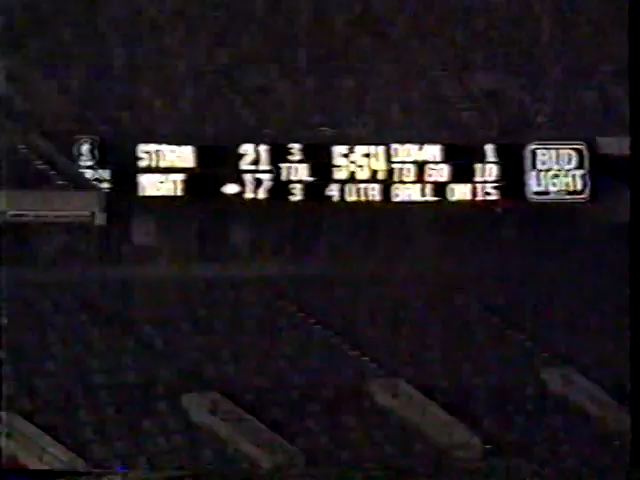 STORM 21 3 5:54 DOWN 1
TOL TO GO 10
NIGHT 17 3 4 QTR BALL ON 15
BUD
LIGHT